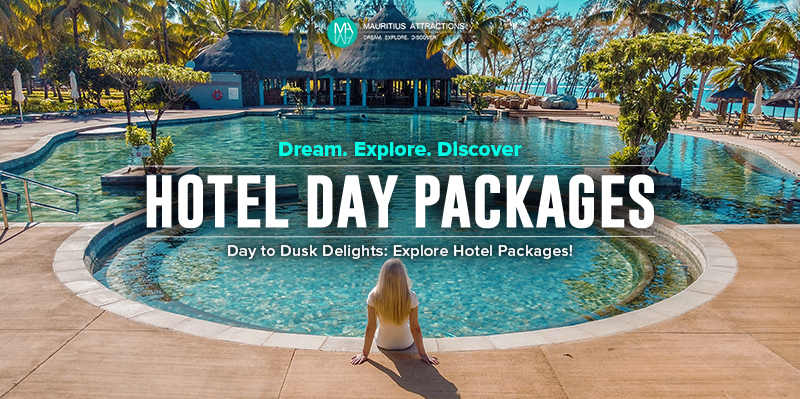 MAURITIUS ATTRACTIONS
DREAM. EXPLORE. DISCOVER
Dream. Explore. Discover
HOTEL DAY PACKAGES
Day to Dusk Delights: Explore Hotel Packages!